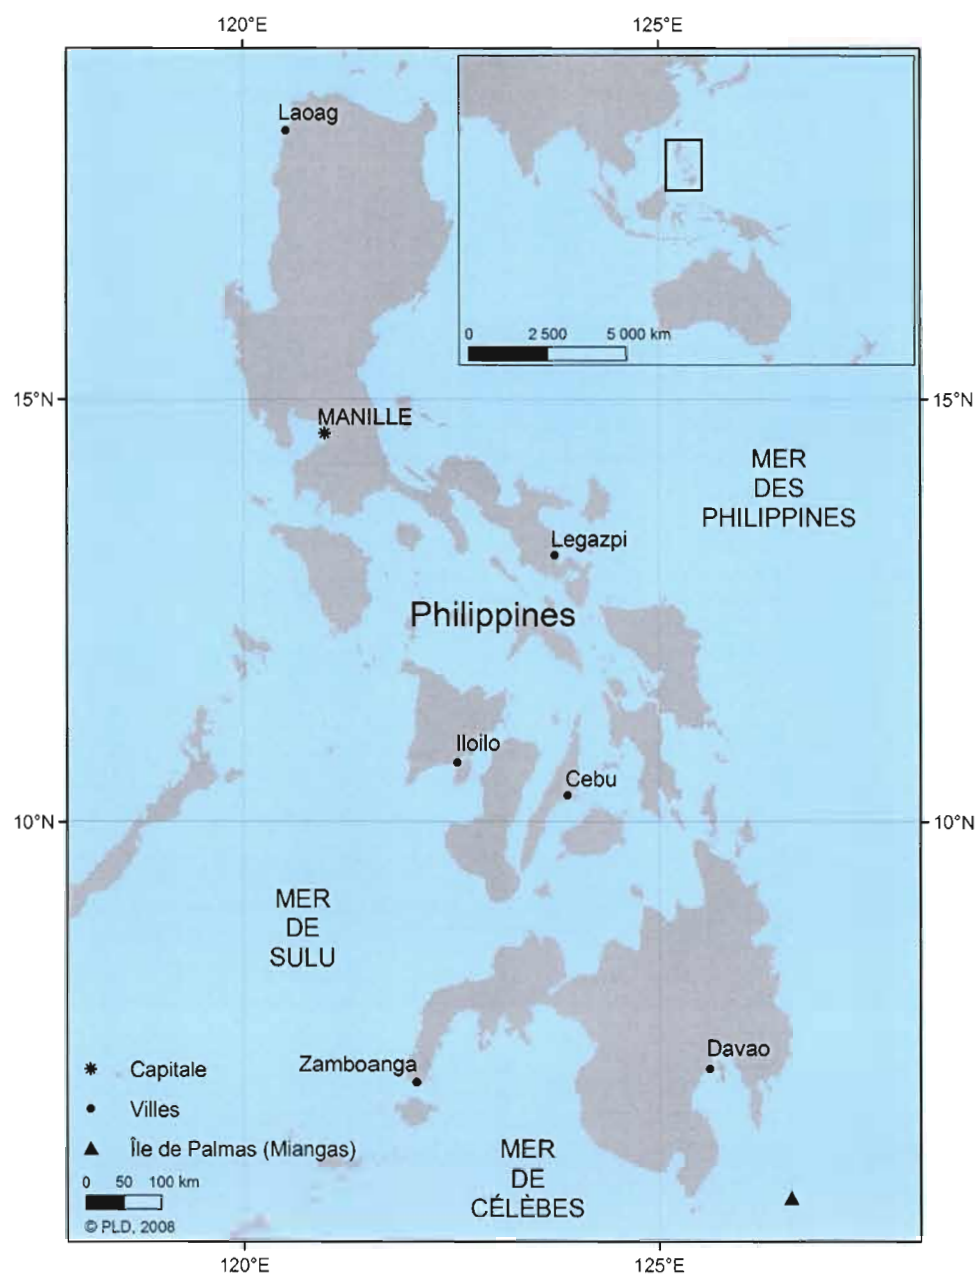 120°E
125°E
Laoag
0 2 500 5 000 km
15°N
15°N
MANILLE
MER
DES
PHILIPPINES
Legazpi
Philippines
Iloilo
Cebu
10°N
10°N
MER
DE
SULU
Davao
Zamboanga
Capitale
Villes
Île de Palmas (Miangas)
MER
DE
CÉLÈBES
0 50 100 km
© PLD, 2008
120°E
125°E